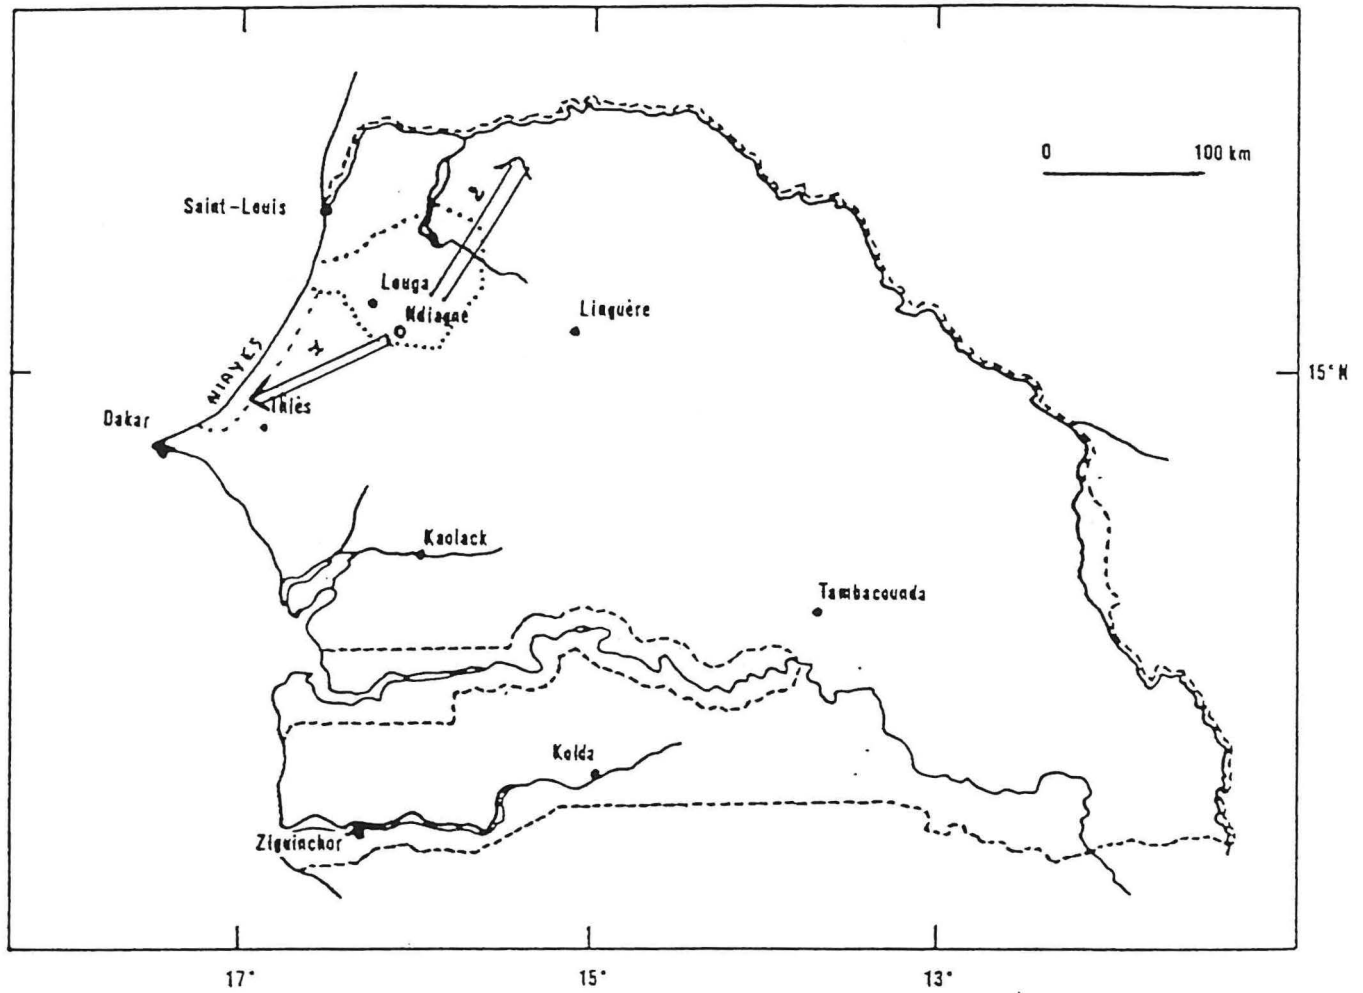 0 100 km
Saint-Louis
2
Louga
Ndiagne
Linguère
NIAYES
1
15°N
Thiès
Dakar
Kaolack
Tambacounda
Kolda
Ziguinchor
17° 15° 13°